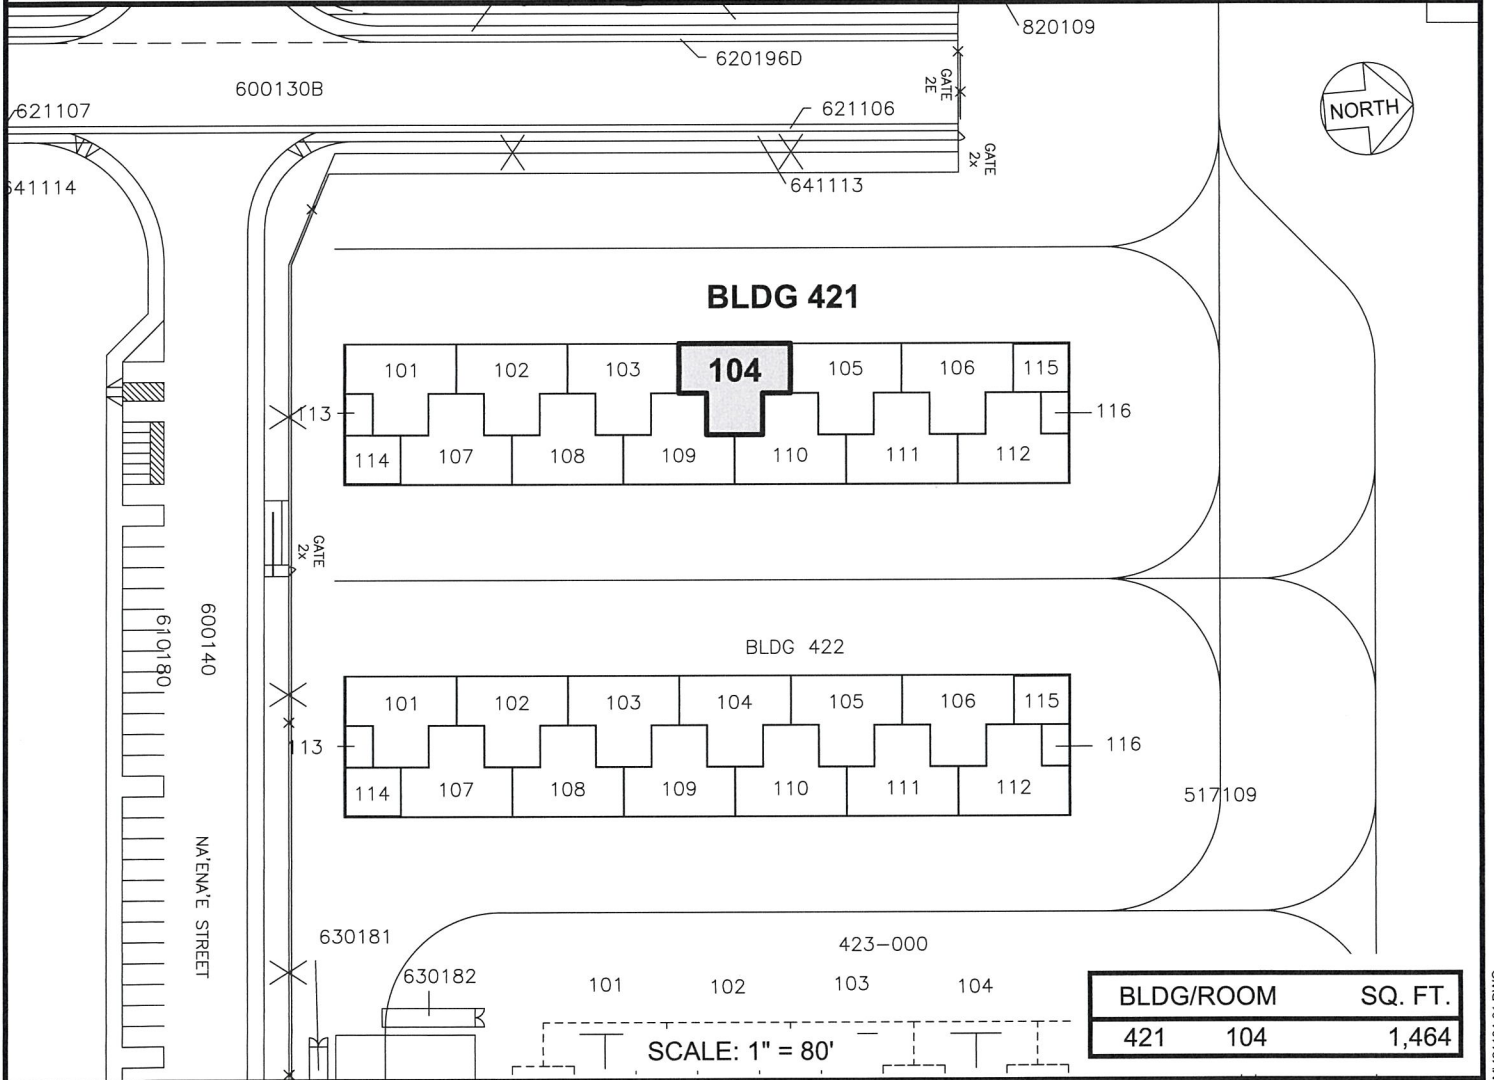 820109
620196D
GATE
2E
600130B
NORTH
621107
621106
GATE
2x
641114
641113
BLDG 421
101 102 103 104 105 106 115
113 116
114 107 108 109 110 111 112
GATE
2x
600140
610180
BLDG 422
101 102 103 104 105 106 115
113 116
114 107 108 109 110 111 112
517109
NA'ENA'E STREET
630181
423-000
630182
101 102 103 104
BLDG/ROOM SQ. FT.
421 104 1,464
SCALE: 1" = 80'